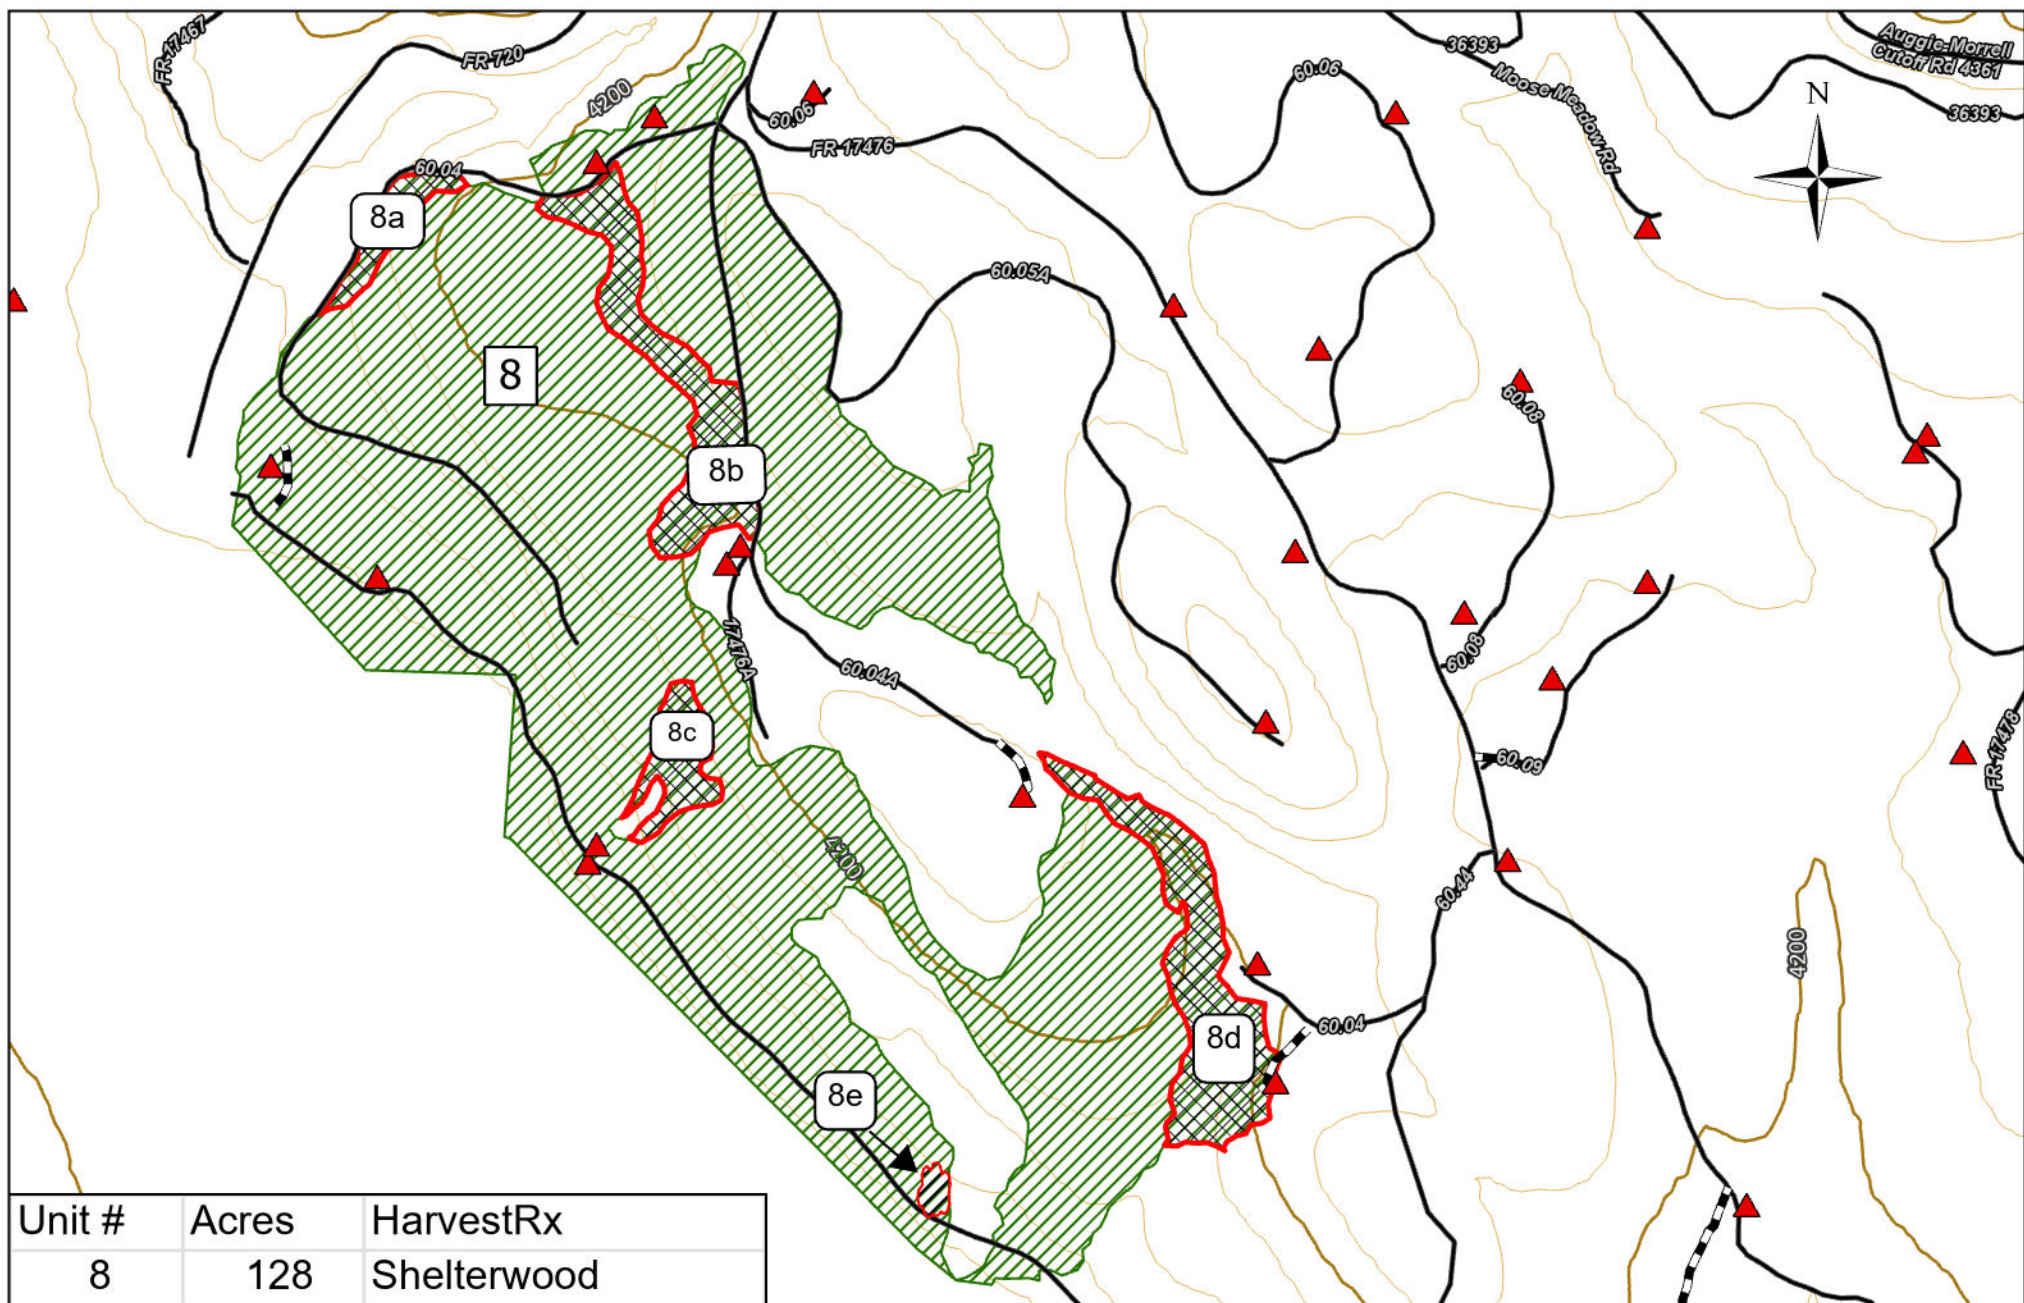 FR 17467
FR 720
4200
60.06
FR 17476
60.06
36393
Moose Meadow Rd
Auggie-Morrell
Cutoff Rd 4361
36393
N
60.04
8a
60.05A
8
60.08
8b
17476A
60.04A
60.08
8c
60.09
FR 17478
4200
60.44
4200
60.04
8d
8e
Unit # Acres HarvestRx
8 128 Shelterwood